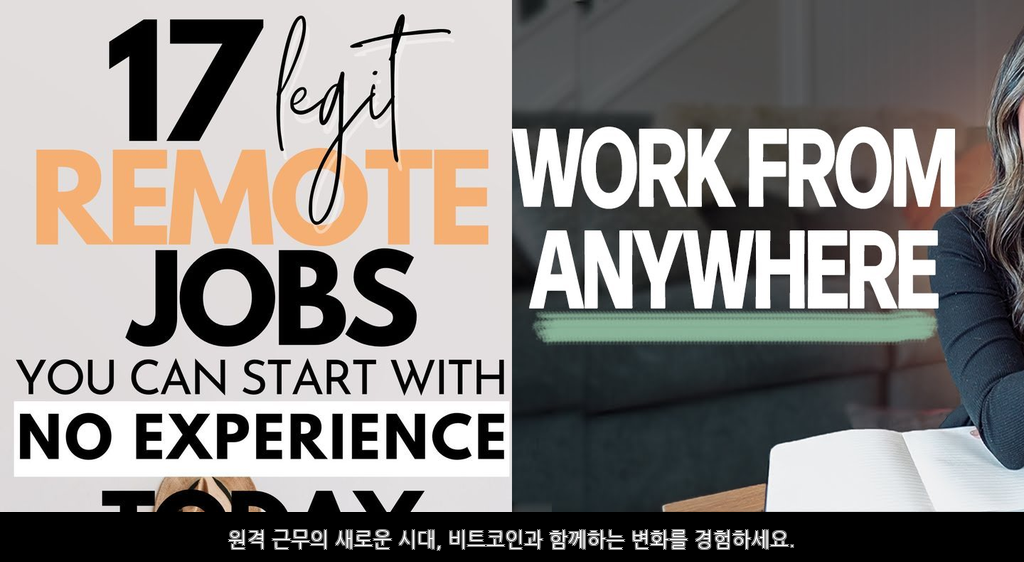 17 legit
REMOTE
JOBS
YOU CAN START WITH
NO EXPERIENCE
TODAY
WORK FROM
ANYWHERE
원격 근무의 새로운 시대, 비트코인과 함께하는 변화를 경험하세요.